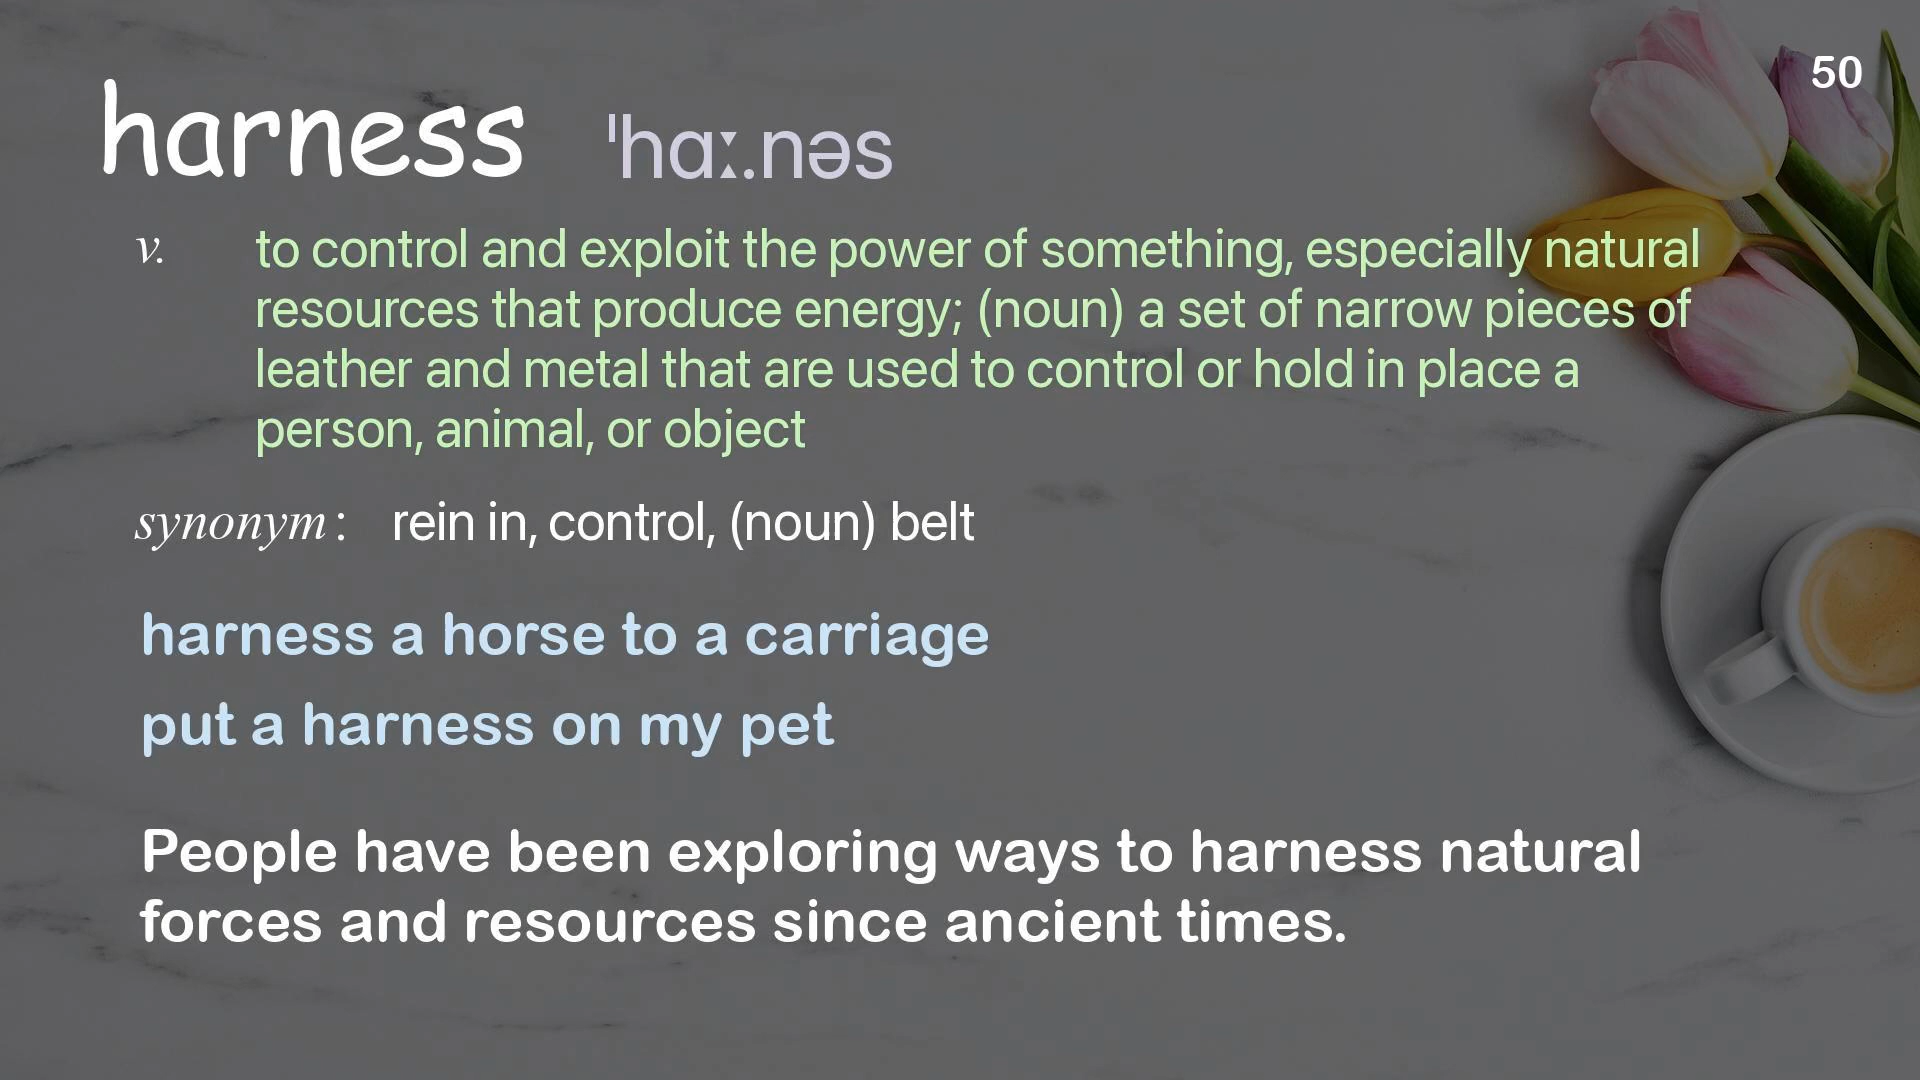 50
harness ˈhɑː.nəs
v. to control and exploit the power of something, especially natural
resources that produce energy; (noun) a set of narrow pieces of
leather and metal that are used to control or hold in place a
person, animal, or object
synonym : rein in, control, (noun) belt
harness a horse to a carriage
put a harness on my pet
People have been exploring ways to harness natural
forces and resources since ancient times.